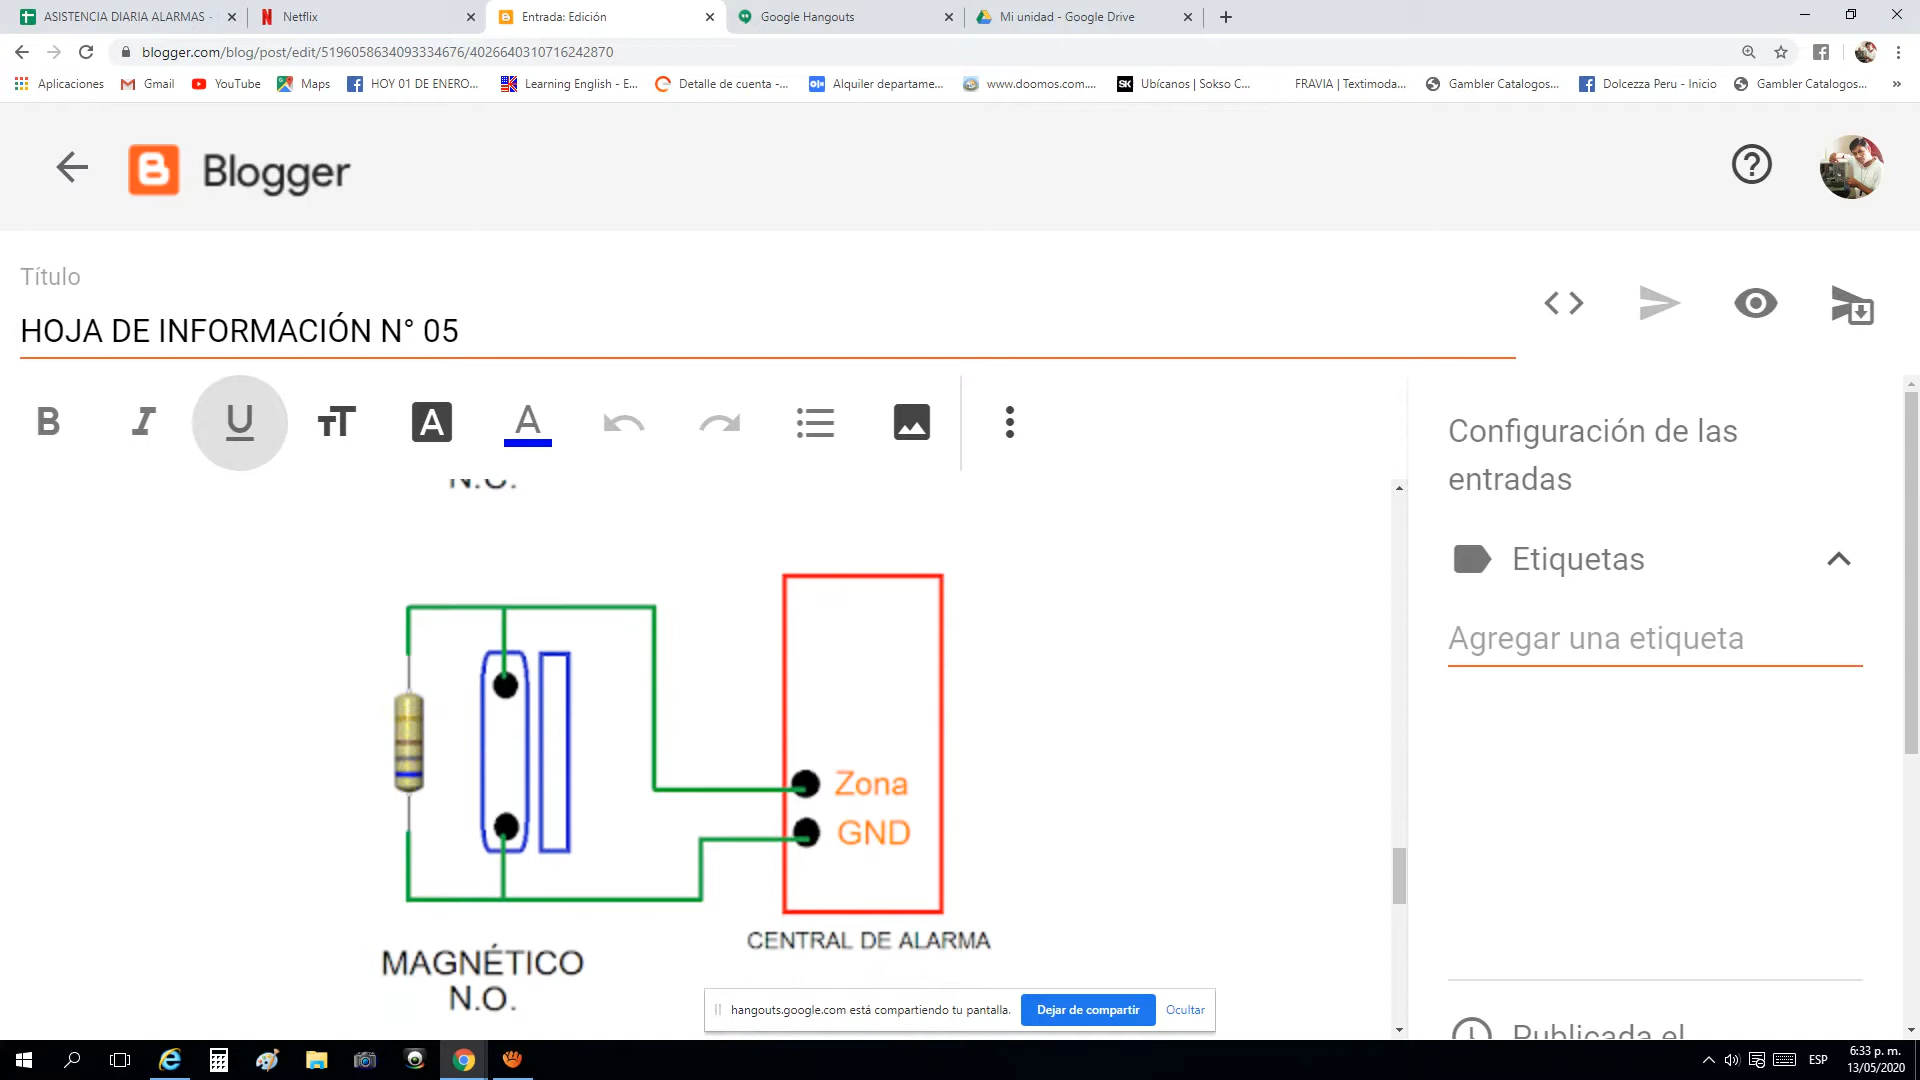 ASISTENCIA DIARIA ALARMAS -
Netflix
Entrada: Edición
Google Hangouts
Mi unidad - Google Drive
blogger.com/blog/post/edit/5196058634093334676/4026640310716242870
Aplicaciones
Gmail
YouTube
Maps
HOY 01 DE ENERO...
Learning English - E...
Detalle de cuenta -...
Alquiler departame...
www.doomos.com....
Ubícanos | Sokso C...
FRAVIA | Textimoda...
Gambler Catalogos...
Dolcezza Peru - Inicio
Gambler Catalogos...
Blogger
Título
HOJA DE INFORMACIÓN N° 05
Configuración de las
entradas
N.O.
Etiquetas
Agregar una etiqueta
Zona
GND
CENTRAL DE ALARMA
MAGNÉTICO
N.O.
hangouts.google.com está compartiendo tu pantalla.
Dejar de compartir
Ocultar
Publicada el
ESP
6:33 p. m.
13/05/2020